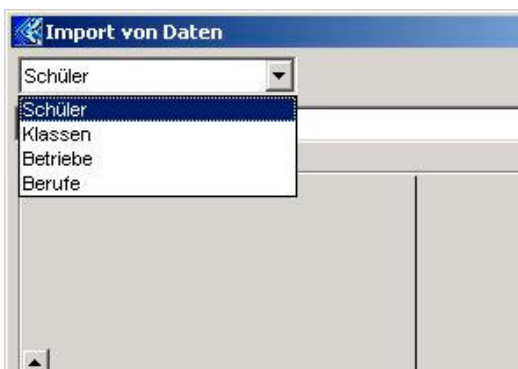 Import von Daten
Schüler
Schüler
Klassen
Betriebe
Berufe